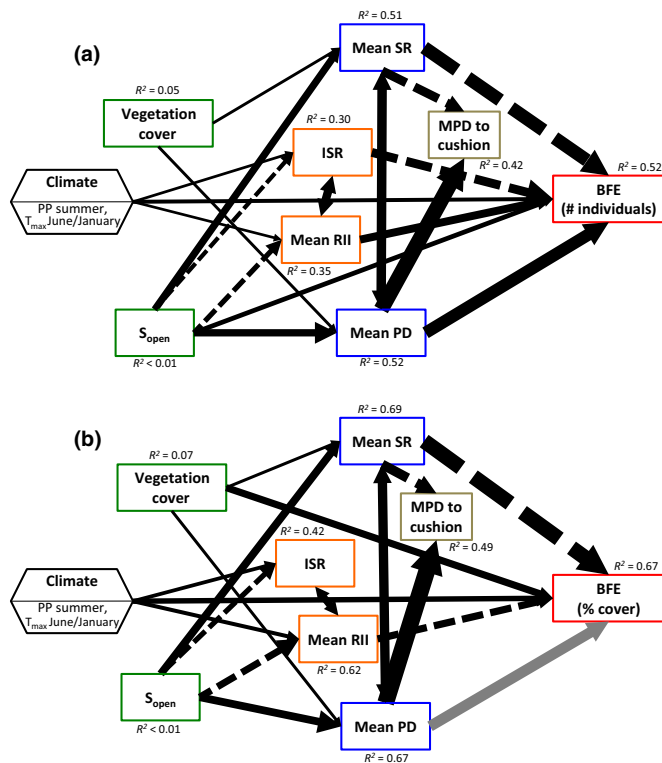 (a)
R² = 0.51
Mean SR
R² = 0.05
Vegetation
cover
R² = 0.30
ISR
MPD to
cushion
R² = 0.42
R² = 0.52
BFE
(# individuals)
Climate
PP summer,
Tmax June/January
Mean RII
R² = 0.35
Sopen
R² < 0.01
Mean PD
R² = 0.52
(b)
R² = 0.69
Mean SR
R² = 0.07
Vegetation
cover
R² = 0.42
ISR
MPD to
cushion
R² = 0.49
R² = 0.67
BFE
(% cover)
Climate
PP summer,
Tmax June/January
Mean RII
R² = 0.62
Sopen
R² < 0.01
Mean PD
R² = 0.67